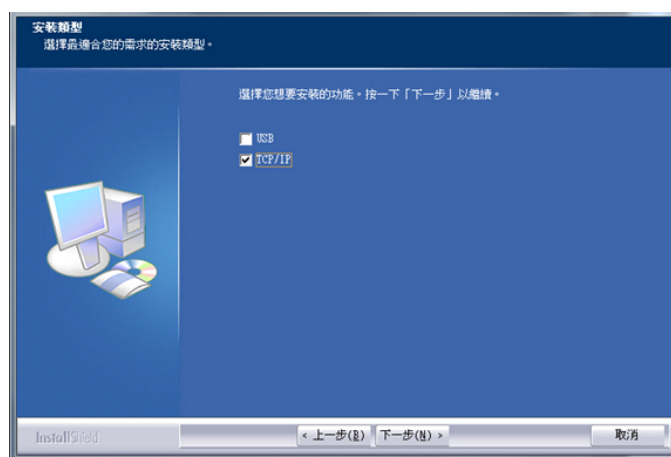 安裝類型
選擇最適合您的需求的安裝類型。
選擇您想要安裝的功能。按一下「下一步」以繼續。
USB
TCP/IP
InstallShield
< 上一步(B)
下一步(N) >
取消